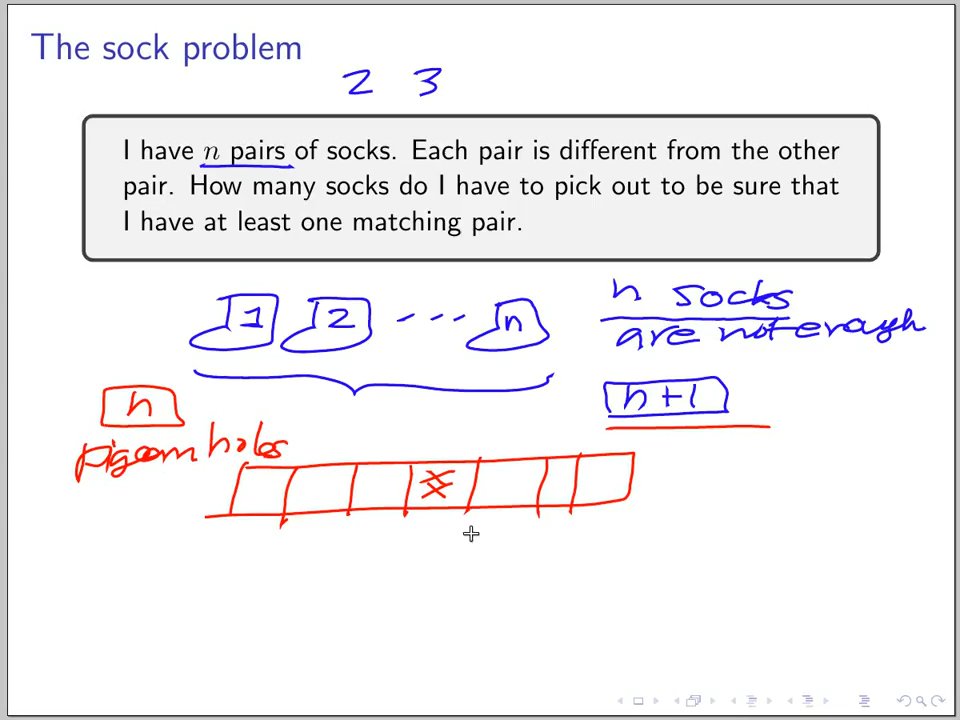 The sock problem
2 3
I have n pairs of socks. Each pair is different from the other
pair. How many socks do I have to pick out to be sure that
I have at least one matching pair.
1 2 --- n
n socks
are not enough
n
n+1
pigeon holes